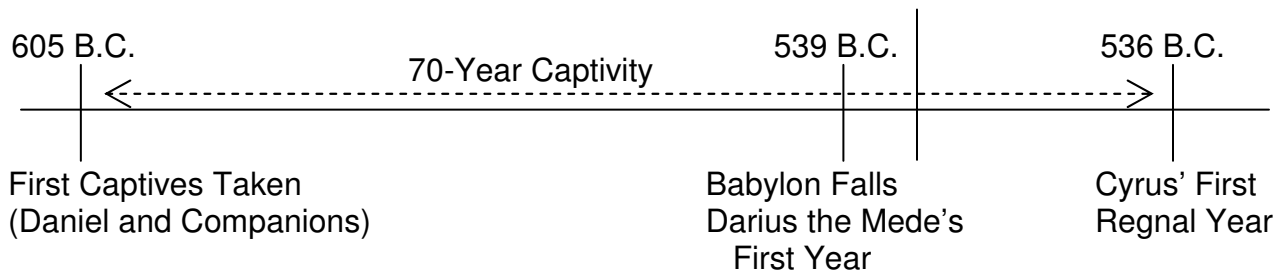 605 B.C.
539 B.C.
536 B.C.
70-Year Captivity
First Captives Taken
(Daniel and Companions)
Babylon Falls
Darius the Mede’s
First Year
Cyrus’ First
Regnal Year